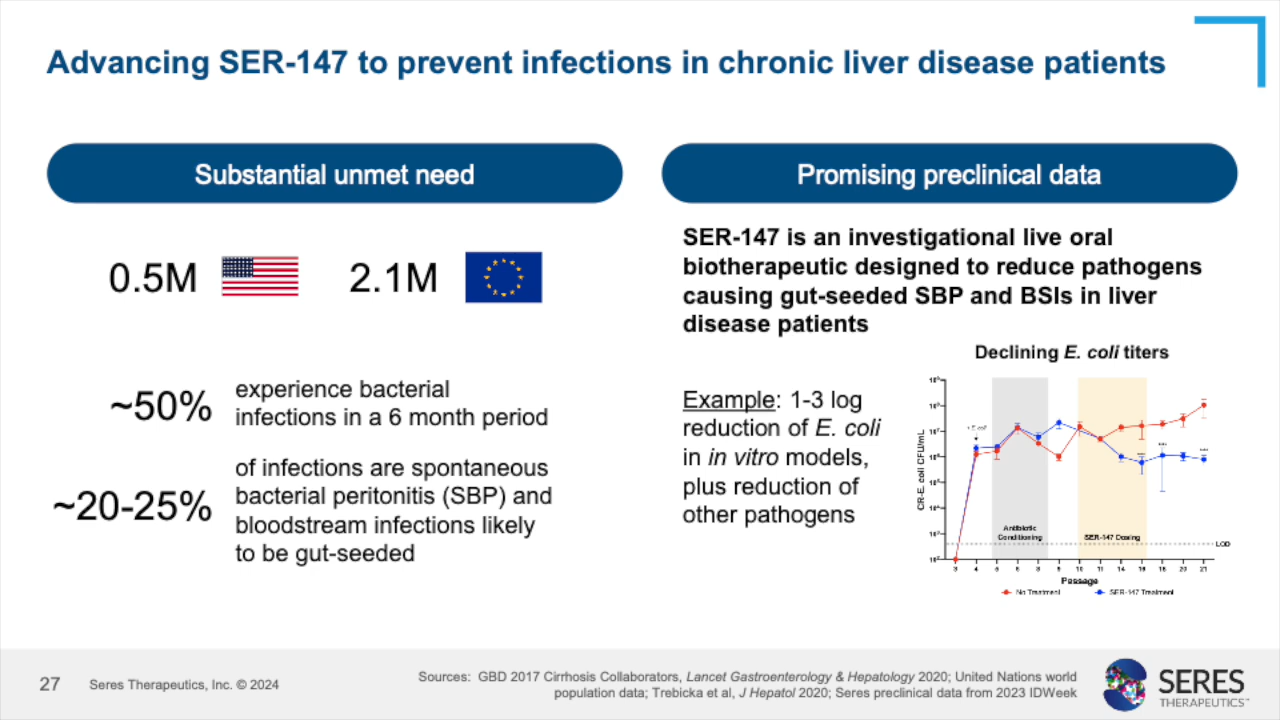 Advancing SER-147 to prevent infections in chronic liver disease patients
Substantial unmet need
0.5M
2.1M
~50%
experience bacterial
infections in a 6 month period
~20-25%
of infections are spontaneous
bacterial peritonitis (SBP) and
bloodstream infections likely
to be gut-seeded
Promising preclinical data
SER-147 is an investigational live oral
biotherapeutic designed to reduce pathogens
causing gut-seeded SBP and BSIs in liver
disease patients
Example: 1-3 log
reduction of E. coli
in in vitro models,
plus reduction of
other pathogens
Declining E. coli titers
CR-E. coli CFU/mL
Antibiotic
Conditioning
SER-147 Dosing
LOD
Passage
No Treatment
SER-147 Treatment
27
Seres Therapeutics, Inc. © 2024
Sources: GBD 2017 Cirrhosis Collaborators, Lancet Gastroenterology & Hepatology 2020; United Nations world
population data; Trebicka et al, J Hepatol 2020; Seres preclinical data from 2023 IDWeek
SERES
THERAPEUTICS™